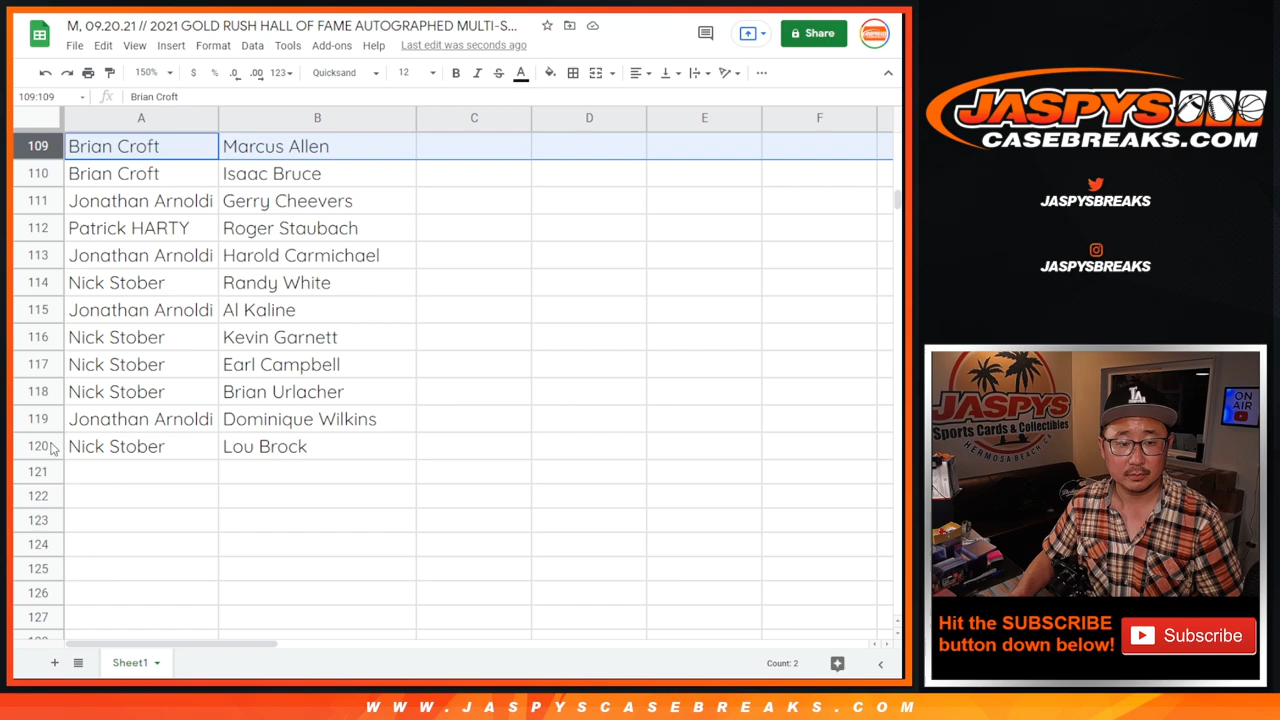 M, 09.20.21 // 2021 GOLD RUSH HALL OF FAME AUTOGRAPHED MULTI-S...
File Edit View Insert Format Data Tools Add-ons Help Last edit was seconds ago
Share
150% $ % .0 .00 123 Quicksand 12 B I S A
109:109 fx Brian Croft
A B C D E F
109 Brian Croft Marcus Allen
110 Brian Croft Isaac Bruce
111 Jonathan Arnoldi Gerry Cheevers
112 Patrick HARTY Roger Staubach
113 Jonathan Arnoldi Harold Carmichael
114 Nick Stober Randy White
115 Jonathan Arnoldi Al Kaline
116 Nick Stober Kevin Garnett
117 Nick Stober Earl Campbell
118 Nick Stober Brian Urlacher
119 Jonathan Arnoldi Dominique Wilkins
120 Nick Stober Lou Brock
121
122
123
124
125
126
127
Sheet1
Count: 2
JASPYS
CASEBREAKS.COM
JASPYSBREAKS
JASPYSBREAKS
JASPYS
Sports Cards & Collectibles
HERMOSA BEACH, CA
LA
ON
AIR
Hit the SUBSCRIBE
button down below!
Subscribe
WWW.JASPYSCASEBREAKS.COM